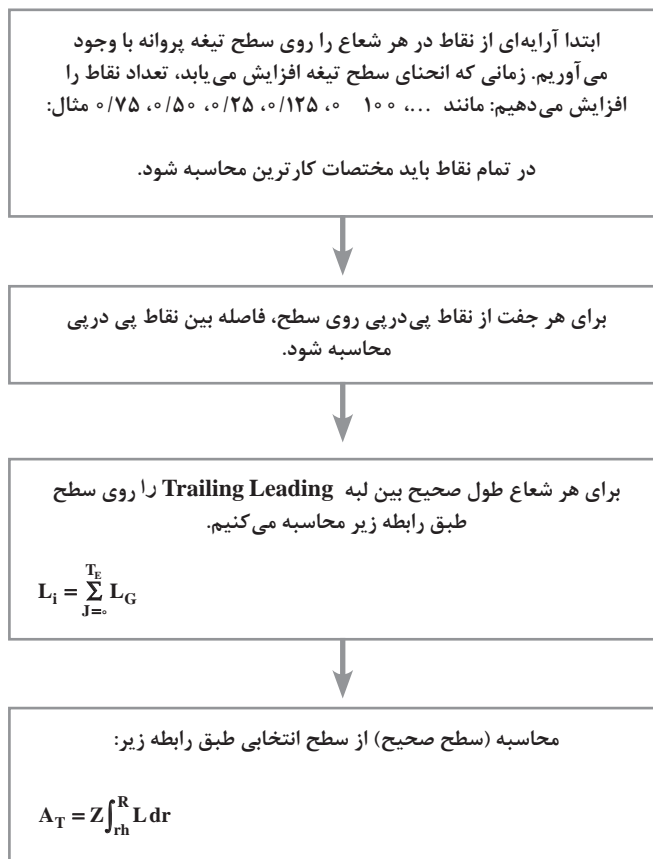 ابتدا آرایه‌ای از نقاط در هر شعاع را روی سطح تیغه پروانه با وجود
می‌آوریم. زمانی که انحنای سطح تیغه افزایش می‌یابد، تعداد نقاط را
افزایش می‌دهیم: مانند ...، ۱۰۰ ۰، ۰/۱۲۵، ۰/۲۵، ۰/۵۰، ۰/۷۵ مثال:
در تمام نقاط باید مختصات کارترین محاسبه شود.
برای هر جفت از نقاط پی‌درپی روی سطح، فاصله بین نقاط پی درپی
محاسبه شود.
برای هر شعاع طول صحیح بین لبه Trailing Leading را روی سطح
طبق رابطه زیر محاسبه می‌کنیم.
L_i = \sum_{J=۰}^{T_E} L_G
محاسبه (سطح صحیح) از سطح انتخابی طبق رابطه زیر:
A_T = Z\int_{rh}^{R} L dr